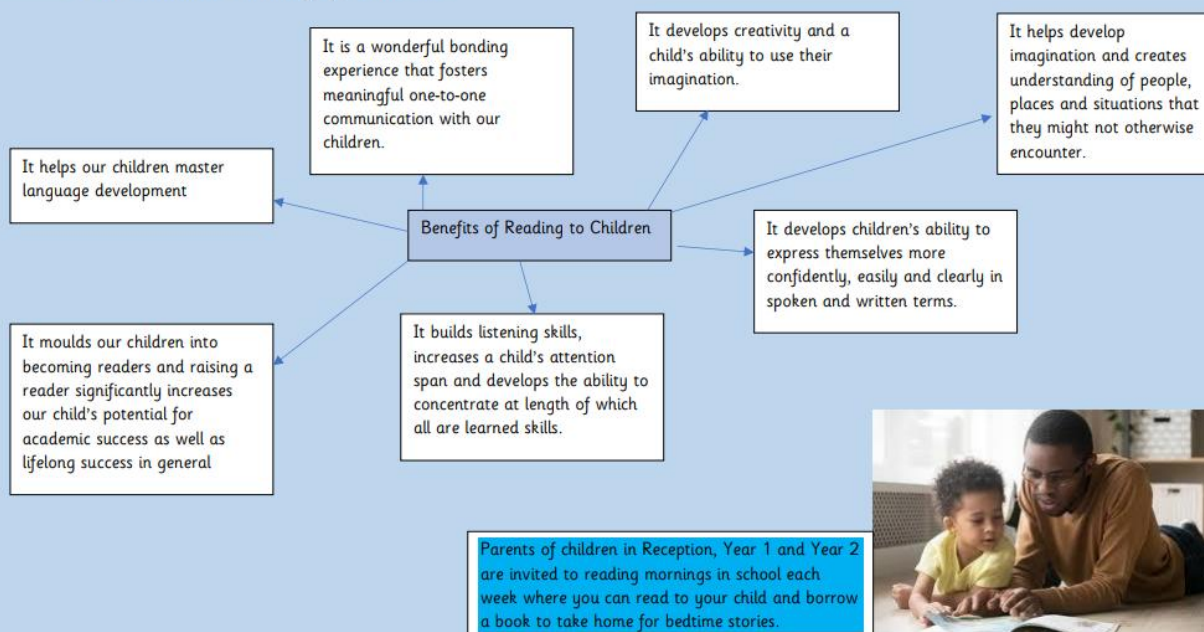 It is a wonderful bonding
experience that fosters
meaningful one-to-one
communication with our
children.
It develops creativity and a
child's ability to use their
imagination.
It helps develop
imagination and creates
understanding of people,
places and situations that
they might not otherwise
encounter.
It helps our children master
language development
Benefits of Reading to Children
It develops children's ability to
express themselves more
confidently, easily and clearly in
spoken and written terms.
It moulds our children into
becoming readers and raising a
reader significantly increases
our child's potential for
academic success as well as
lifelong success in general
It builds listening skills,
increases a child's attention
span and develops the ability to
concentrate at length of which
all are learned skills.
Parents of children in Reception, Year 1 and Year 2
are invited to reading mornings in school each
week where you can read to your child and borrow
a book to take home for bedtime stories.